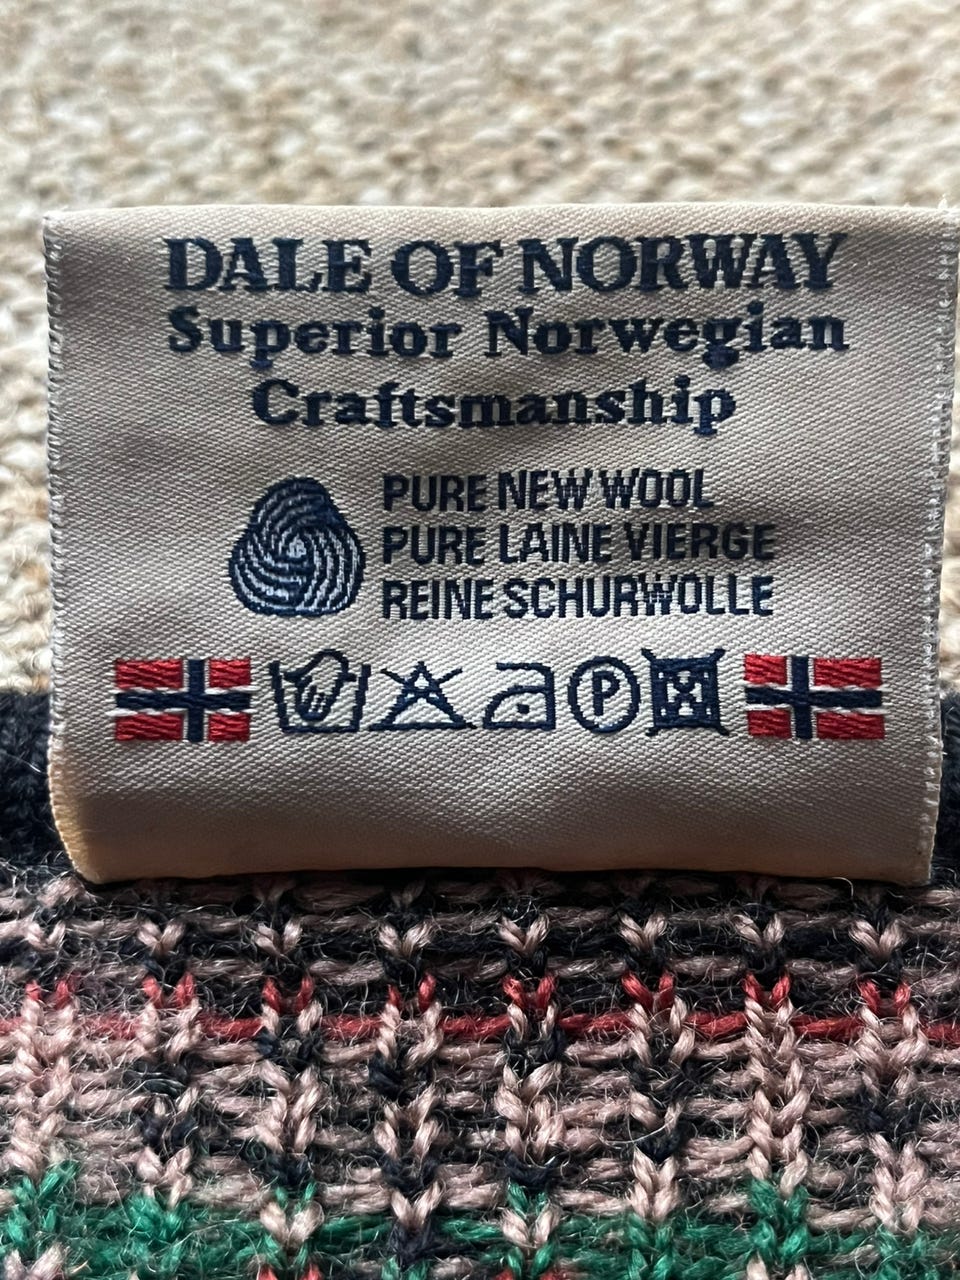 DALE OF NORWAY
Superior Norwegian
Craftsmanship
PURE NEW WOOL
PURE LAINE VIERGE
REINE SCHURWOLLE
P